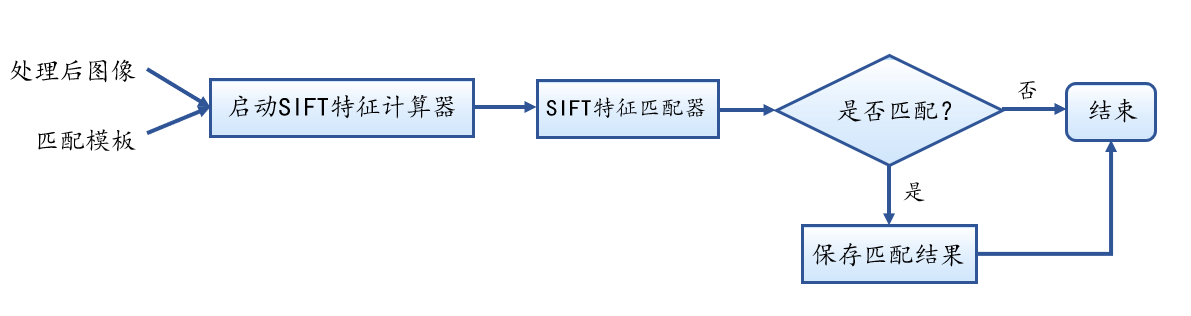 处理后图像
匹配模板
启动SIFT特征计算器
SIFT特征匹配器
是否匹配？
否
结束
是
保存匹配结果